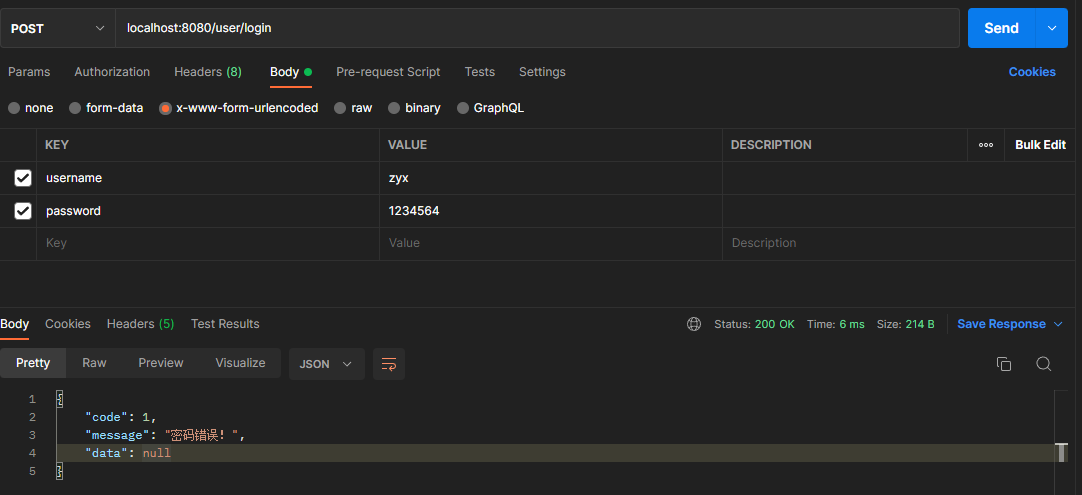 POST localhost:8080/user/login Send
Params Authorization Headers (8) Body Pre-request Script Tests Settings Cookies
none form-data x-www-form-urlencoded raw binary GraphQL
KEY VALUE DESCRIPTION Bulk Edit
username zyx
password 1234564
Key Value Description
Body Cookies Headers (5) Test Results Status: 200 OK Time: 6 ms Size: 214 B Save Response
Pretty Raw Preview Visualize JSON
1 {
2 "code": 1,
3 "message": "密码错误！",
4 "data": null
5 }